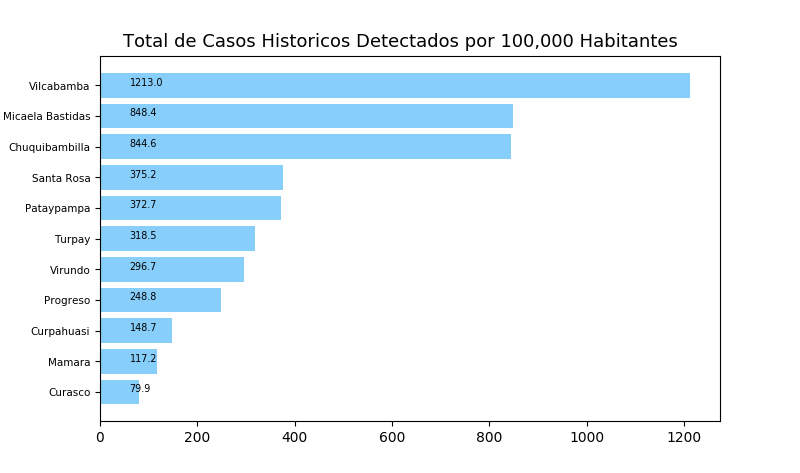 Total de Casos Historicos Detectados por 100,000 Habitantes
Vilcabamba 1213.0
Micaela Bastidas 848.4
Chuquibambilla 844.6
Santa Rosa 375.2
Pataypampa 372.7
Turpay 318.5
Virundo 296.7
Progreso 248.8
Curpahuasi 148.7
Mamara 117.2
Curasco 79.9
0 200 400 600 800 1000 1200